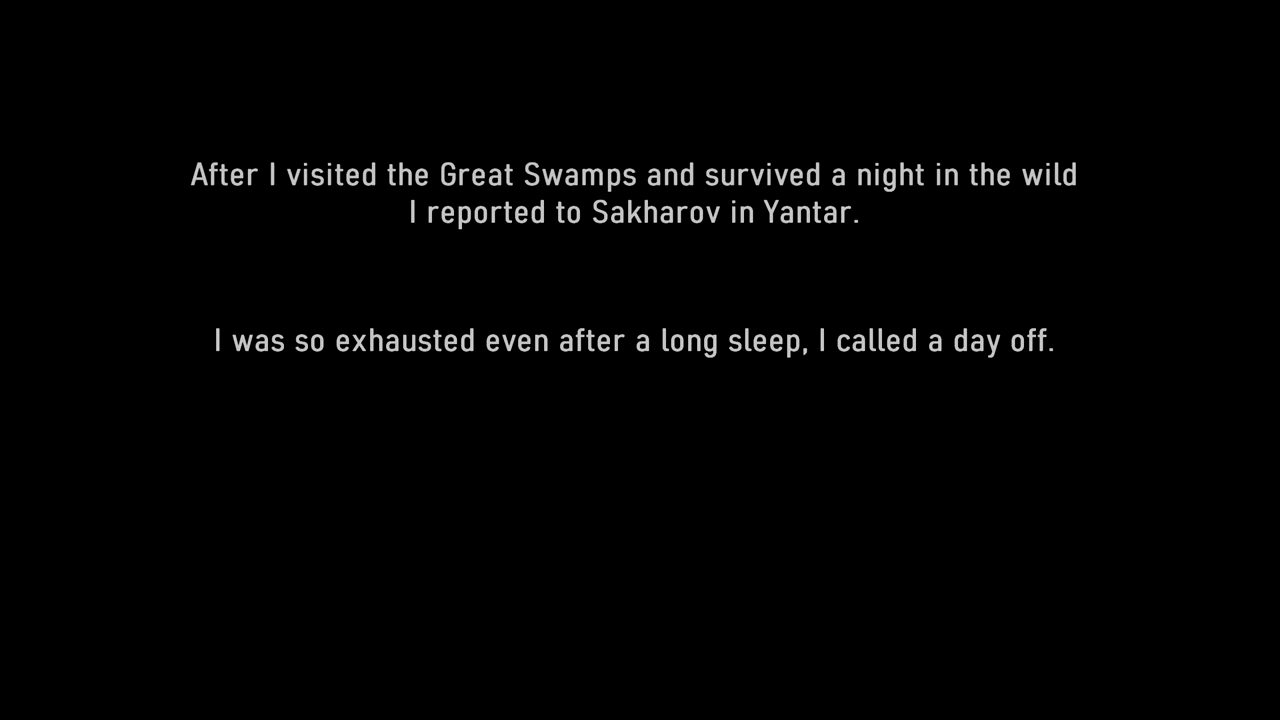 After I visited the Great Swamps and survived a night in the wild
I reported to Sakharov in Yantar.
I was so exhausted even after a long sleep, I called a day off.